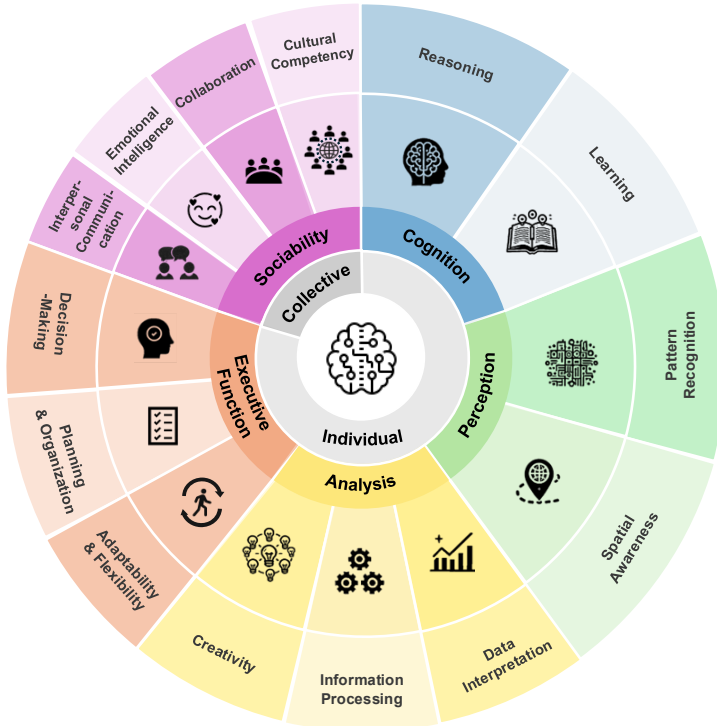 Cultural
Competency
Reasoning
Collaboration
Emotional
Intelligence
Learning
Interper-
sonal
Communi-
cation
Sociability
Cognition
Collective
Decision
-Making
Pattern
Recognition
Executive
Function
Perception
Individual
Planning
& Organization
Analysis
Spatial
Awareness
Adaptability
& Flexibility
Creativity
Information
Processing
Data
Interpretation